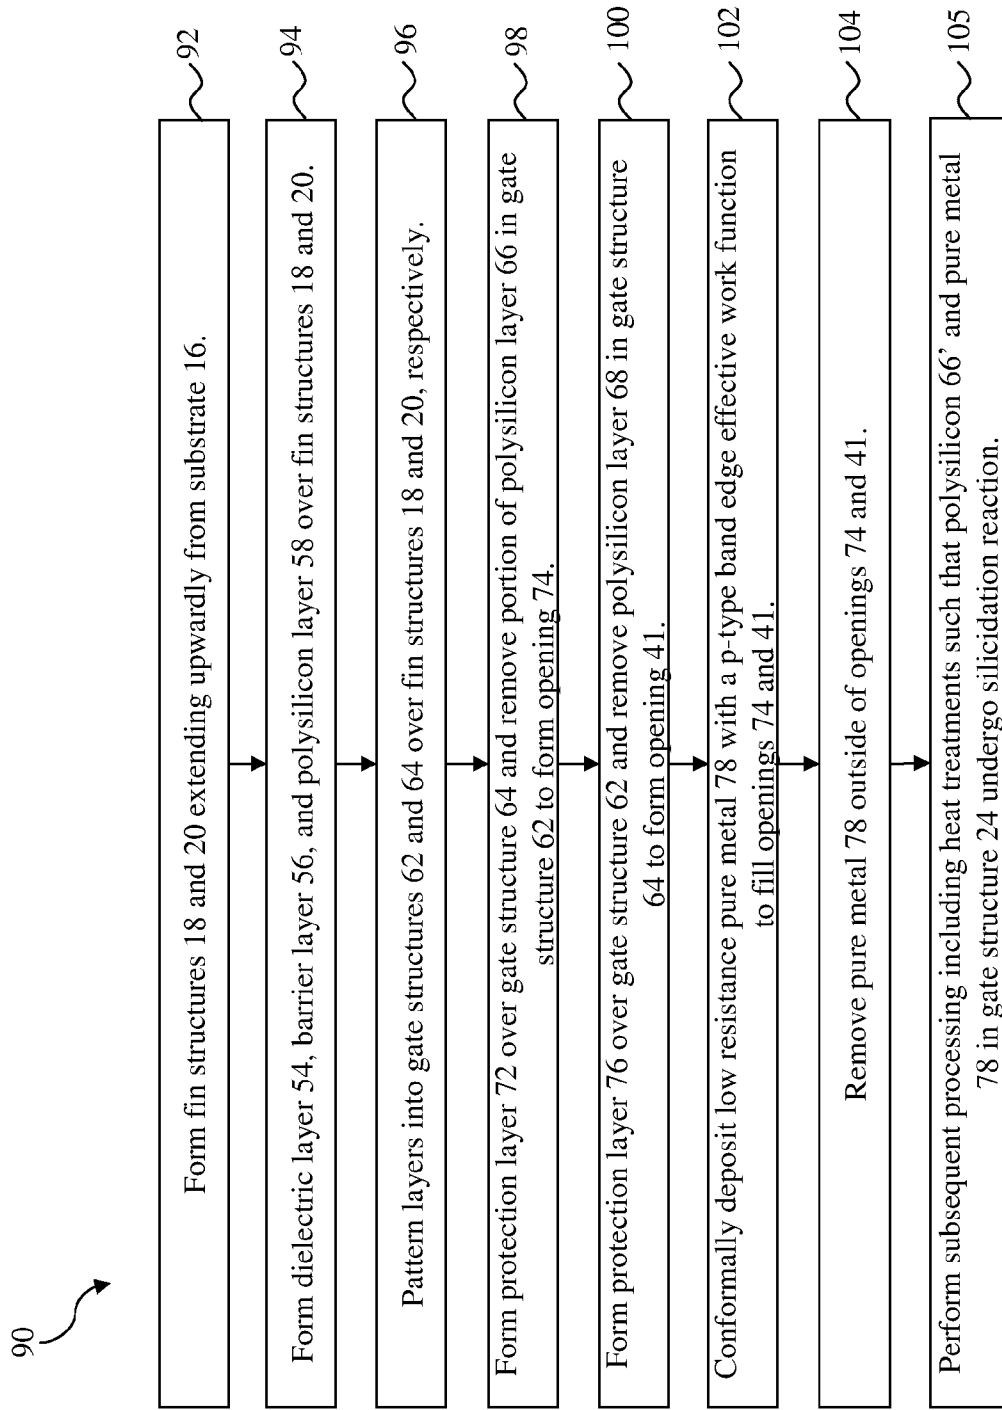 90
Form fin structures 18 and 20 extending upwardly from substrate 16.
92
Form dielectric layer 54, barrier layer 56, and polysilicon layer 58 over fin structures 18 and 20.
94
Pattern layers into gate structures 62 and 64 over fin structures 18 and 20, respectively.
96
Form protection layer 72 over gate structure 64 and remove portion of polysilicon layer 66 in gate
structure 62 to form opening 74.
98
Form protection layer 76 over gate structure 62 and remove polysilicon layer 68 in gate structure
64 to form opening 41.
100
Conformally deposit low resistance pure metal 78 with a p-type band edge effective work function
to fill openings 74 and 41.
102
Remove pure metal 78 outside of openings 74 and 41.
104
Perform subsequent processing including heat treatments such that polysilicon 66’ and pure metal
78 in gate structure 24 undergo silicidation reaction.
105